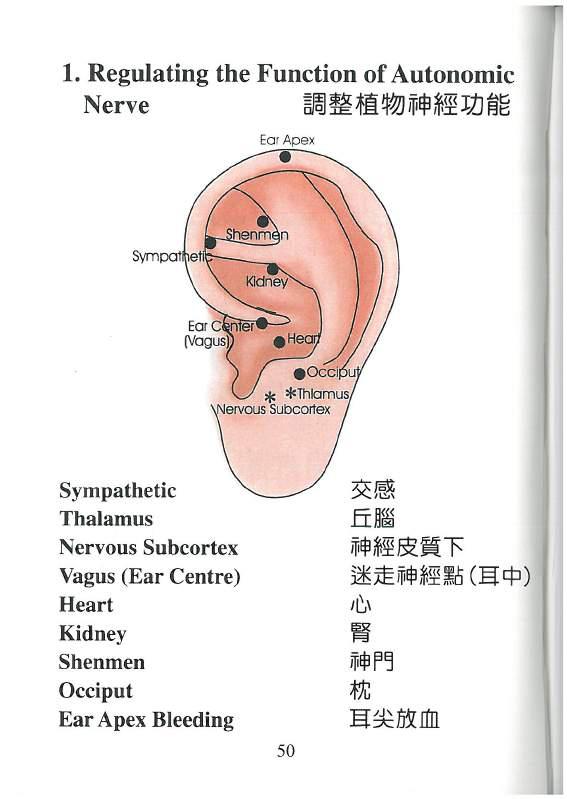 1. Regulating the Function of Autonomic
Nerve 調整植物神經功能
Ear Apex
Shenmen
Sympathetic
Kidney
Ear Center
(Vagus)
Heart
Occiput
*Thlamus
*
Nervous Subcortex
Sympathetic 交感
Thalamus 丘腦
Nervous Subcortex 神經皮質下
Vagus (Ear Centre) 迷走神經點(耳中)
Heart 心
Kidney 腎
Shenmen 神門
Occiput 枕
Ear Apex Bleeding 耳尖放血
50